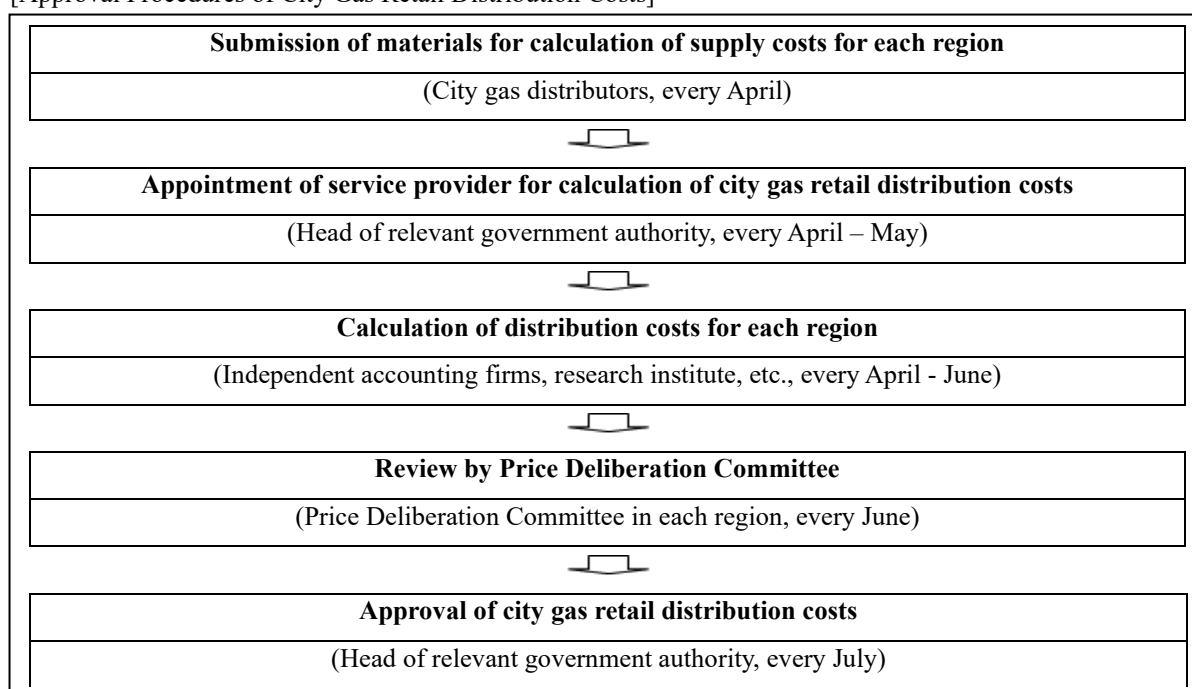 [Approval Procedures of City Gas Retail Distribution Costs]
Submission of materials for calculation of supply costs for each region
(City gas distributors, every April)
Appointment of service provider for calculation of city gas retail distribution costs
(Head of relevant government authority, every April – May)
Calculation of distribution costs for each region
(Independent accounting firms, research institute, etc., every April - June)
Review by Price Deliberation Committee
(Price Deliberation Committee in each region, every June)
Approval of city gas retail distribution costs
(Head of relevant government authority, every July)